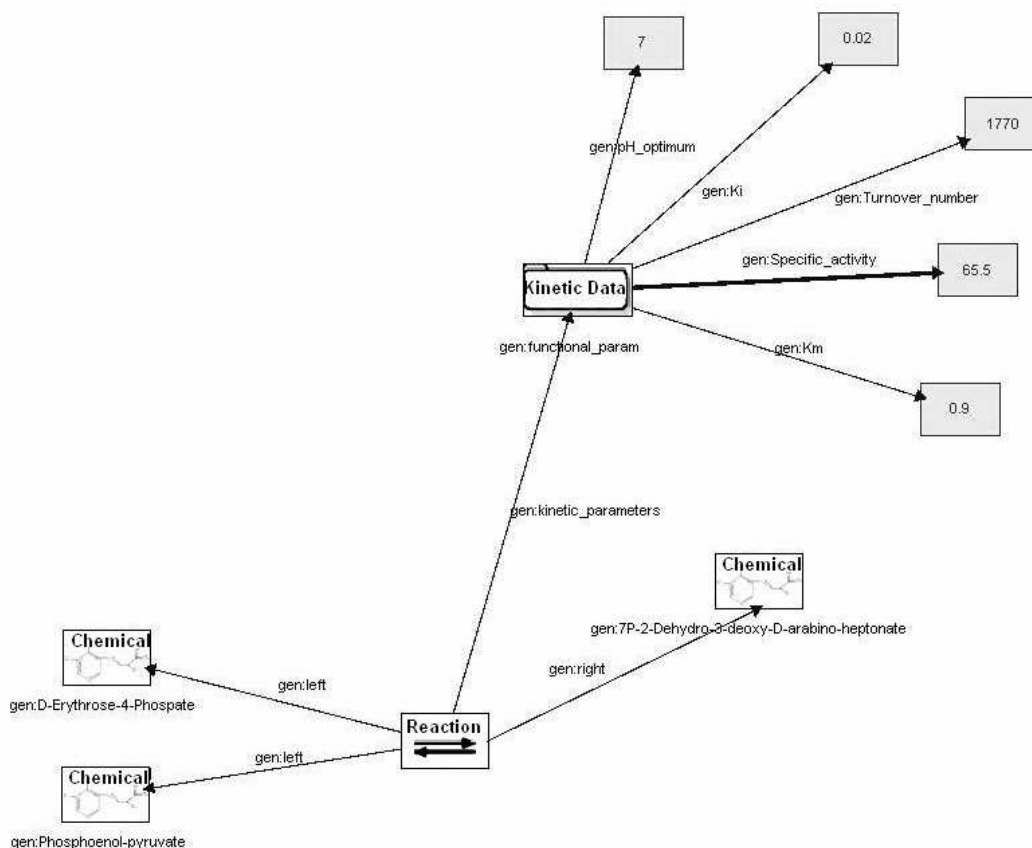 7
0.02
1770
gen:pH_optimum
gen:Ki
gen:Turnover_number
gen:Specific_activity
65.5
Kinetic Data
gen:functional_param
gen:Km
0.9
gen:kinetic_parameters
Chemical
gen:7P-2-Dehydro-3-deoxy-D-arabino-heptonate
gen:right
Chemical
gen:left
gen:D-Erythrose-4-Phospate
Reaction
gen:left
Chemical
gen:Phosphoenol-pyruvate